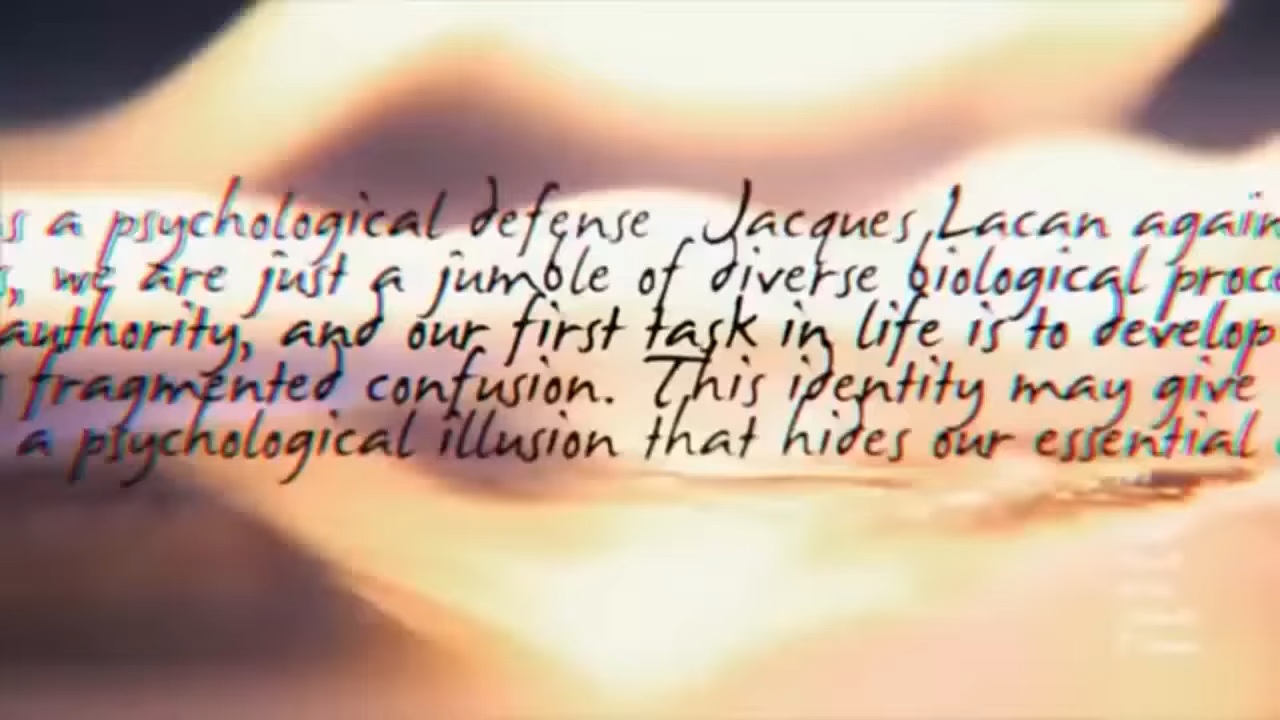 s a psychological defense Jacques Lacan again
s, we are just a jumble of diverse biological proc
authority, and our first task in life is to develop
fragmented confusion. This identity may give
a psychological illusion that hides our essential